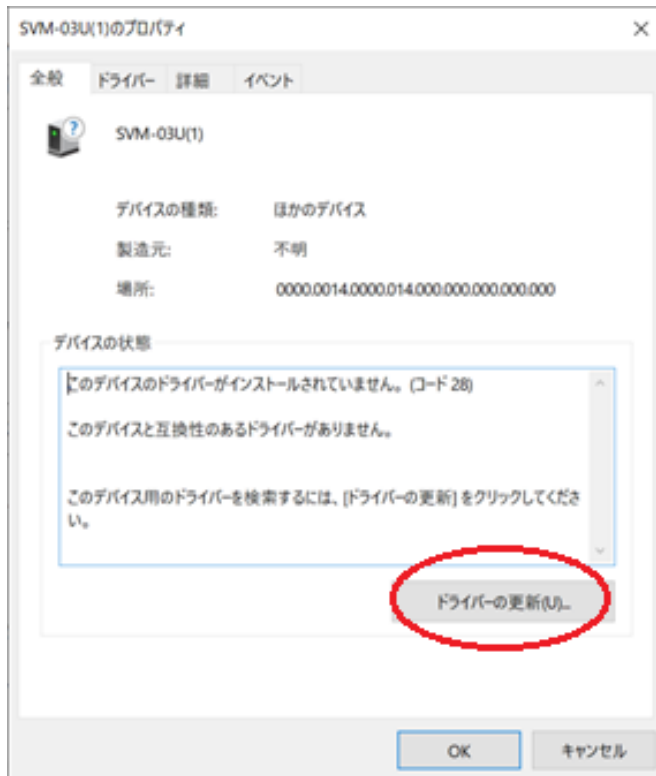 SVM-03U(1)のプロパティ
全般 ドライバー 詳細 イベント
SVM-03U(1)
デバイスの種類: ほかのデバイス
製造元: 不明
場所: 0000.0014.0000.014.000.000.000.000.000
デバイスの状態
このデバイスのドライバーがインストールされていません。(コード 28)
このデバイスと互換性のあるドライバーがありません。
このデバイス用のドライバーを検索するには、[ドライバーの更新] をクリックしてくださ
い。
ドライバーの更新(U)...
OK キャンセル